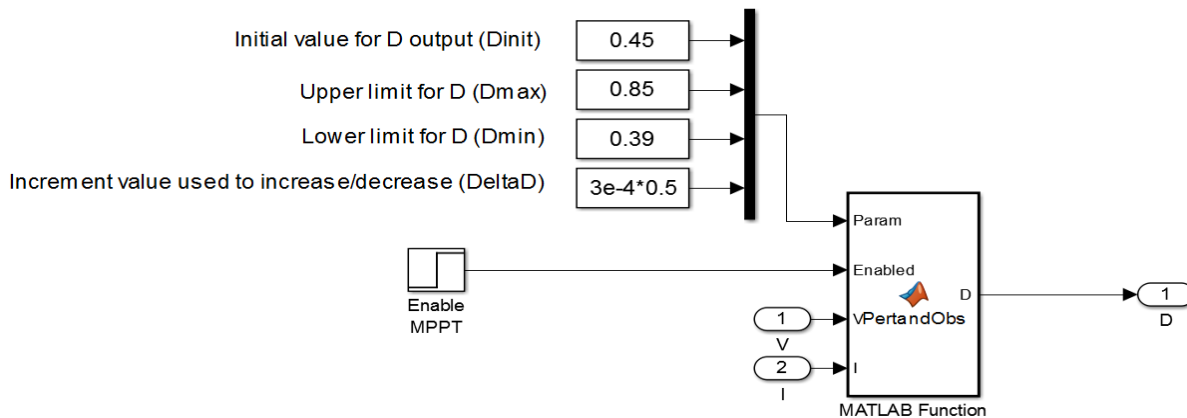 Initial value for D output (Dinit)
0.45
Upper limit for D (Dmax)
0.85
Lower limit for D (Dmin)
0.39
Increment value used to increase/decrease (DeltaD)
3e-4*0.5
Param
Enable
MPPT
Enabled
D
1
D
1
V
VPertandObs
2
I
I
MATLAB Function